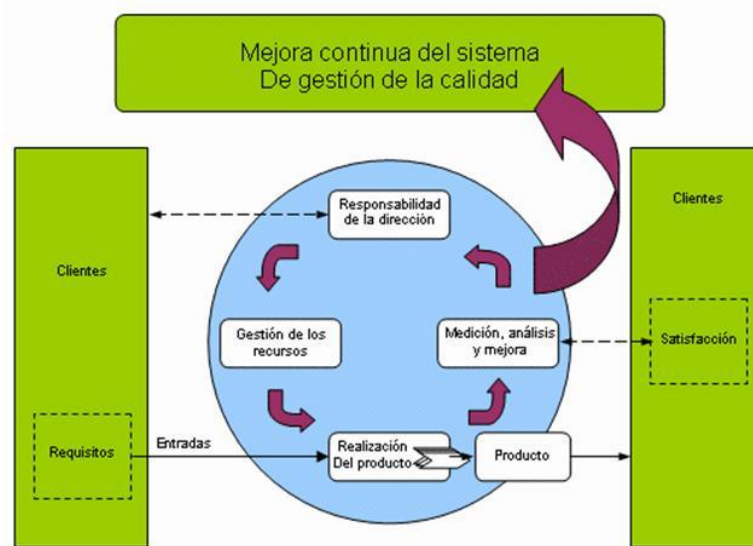 Mejora continua del sistema
De gestión de la calidad
Clientes
Requisitos
Entradas
Responsabilidad
de la dirección
Gestión de los
recursos
Medición, análisis
y mejora
Realización
Del producto
Producto
Clientes
Satisfacción